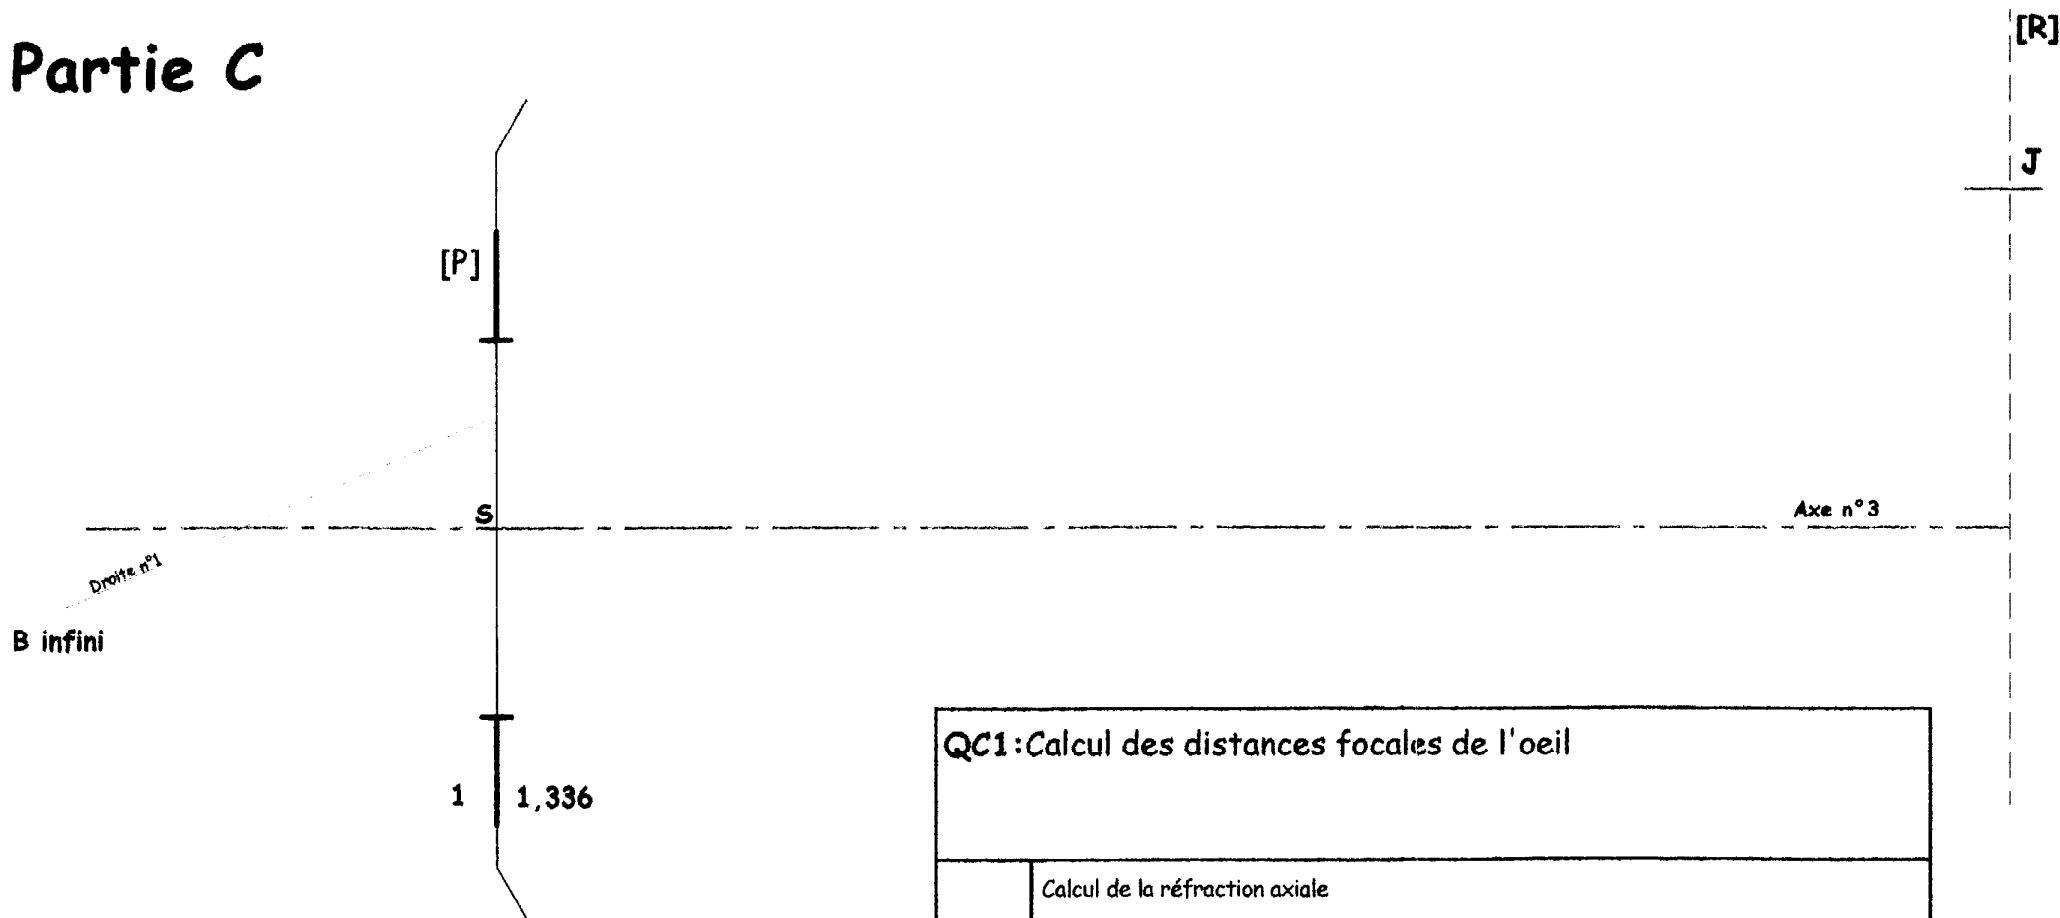 Partie C
[R]
J
[P]
S
Axe n°3
Droite n°1
B infini
1
1,336
QC1:Calcul des distances focales de l'oeil
Calcul de la réfraction axiale